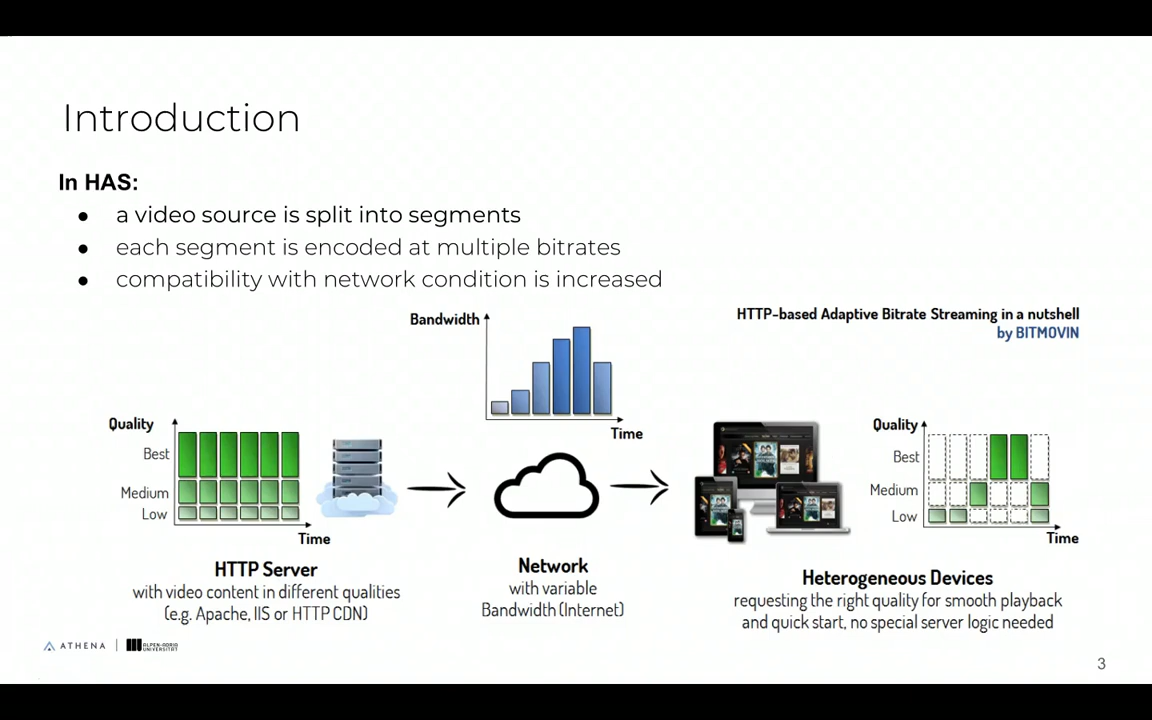 Introduction
In HAS:
● a video source is split into segments
● each segment is encoded at multiple bitrates
● compatibility with network condition is increased
HTTP-based Adaptive Bitrate Streaming in a nutshell
by BITMOVIN
Bandwidth
Time
Quality
Best
Medium
Low
Time
Quality
Best
Medium
Low
Time
HTTP Server
with video content in different qualities
(e.g. Apache, IIS or HTTP CDN)
Network
with variable
Bandwidth (Internet)
Heterogeneous Devices
requesting the right quality for smooth playback
and quick start, no special server logic needed
ATHENA
ALPEN-ADRIA
UNIVERSITÄT
3